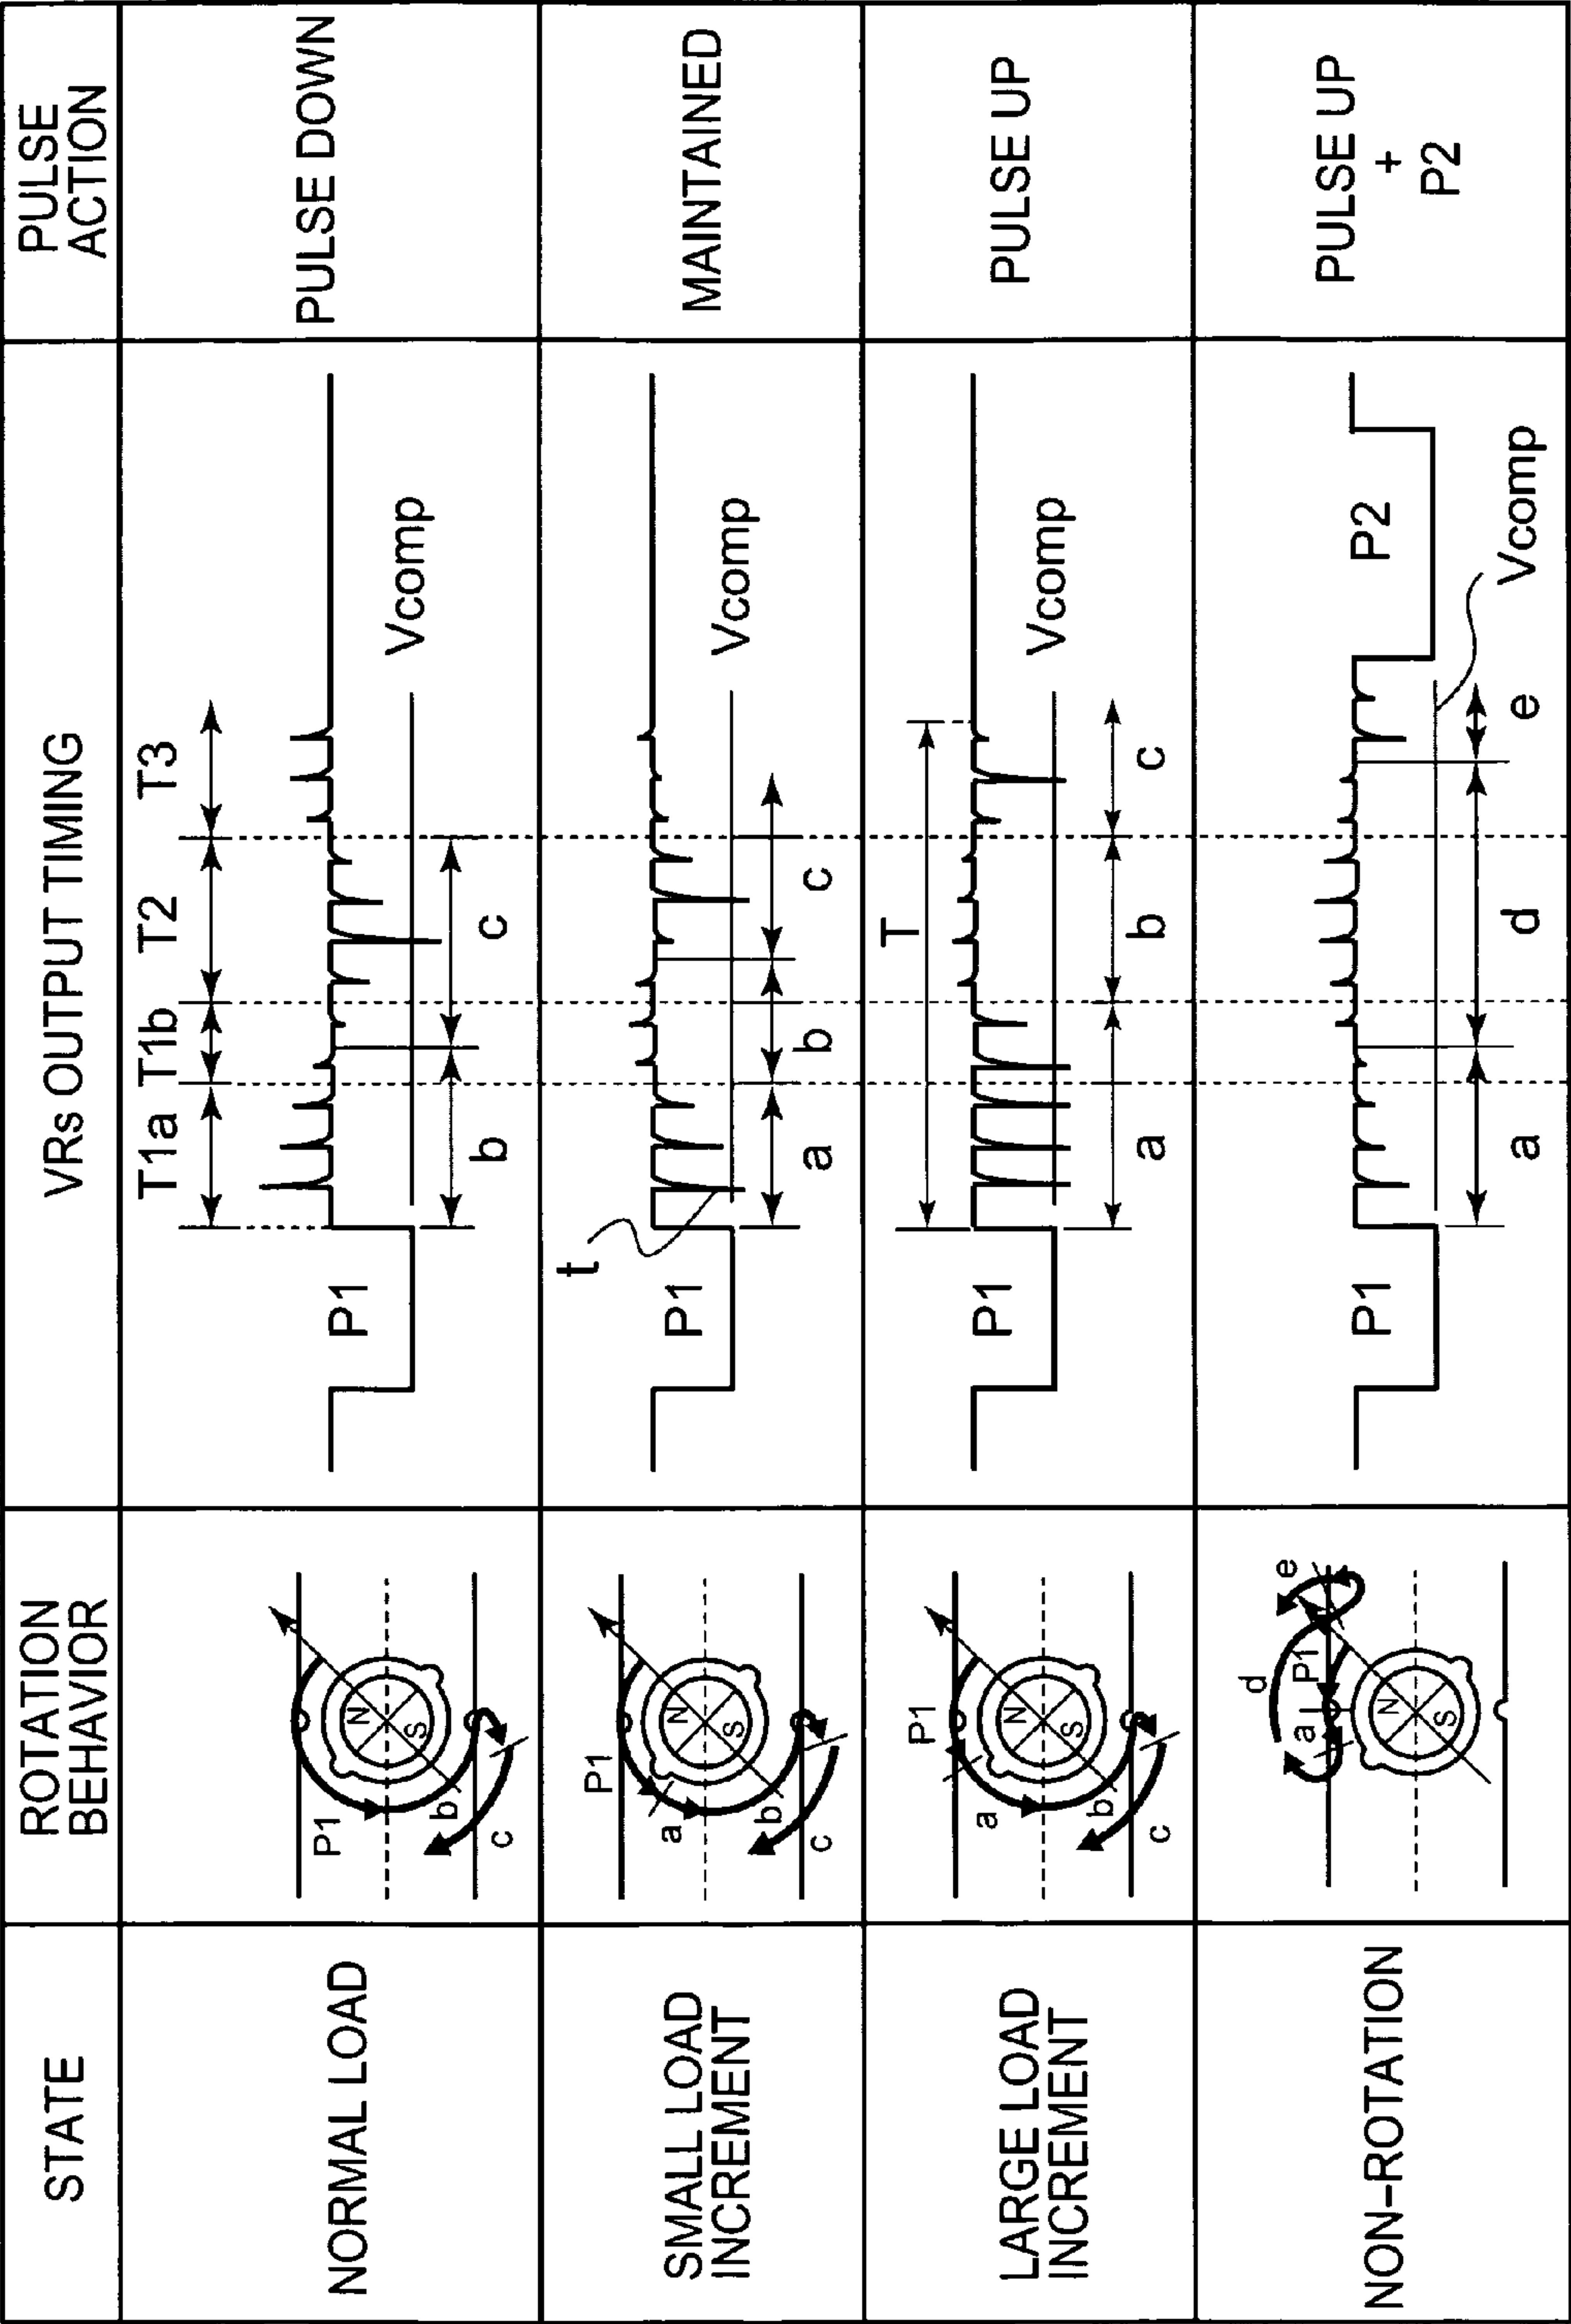 STATE
ROTATION
BEHAVIOR
VRs OUTPUT TIMING
PULSE
ACTION
NORMAL LOAD
P1
N
S
b
c
P1
T1a
T1b
T2
T3
b
c
Vcomp
PULSE DOWN
SMALL LOAD
INCREMENT
P1
N
S
a
b
c
t
P1
a
b
c
Vcomp
MAINTAINED
LARGE LOAD
INCREMENT
P1
N
S
a
b
c
P1
T
a
b
c
Vcomp
PULSE UP
NON-ROTATION
d
e
a
P1
N
S
P1
a
d
e
P2
Vcomp
PULSE UP
+
P2